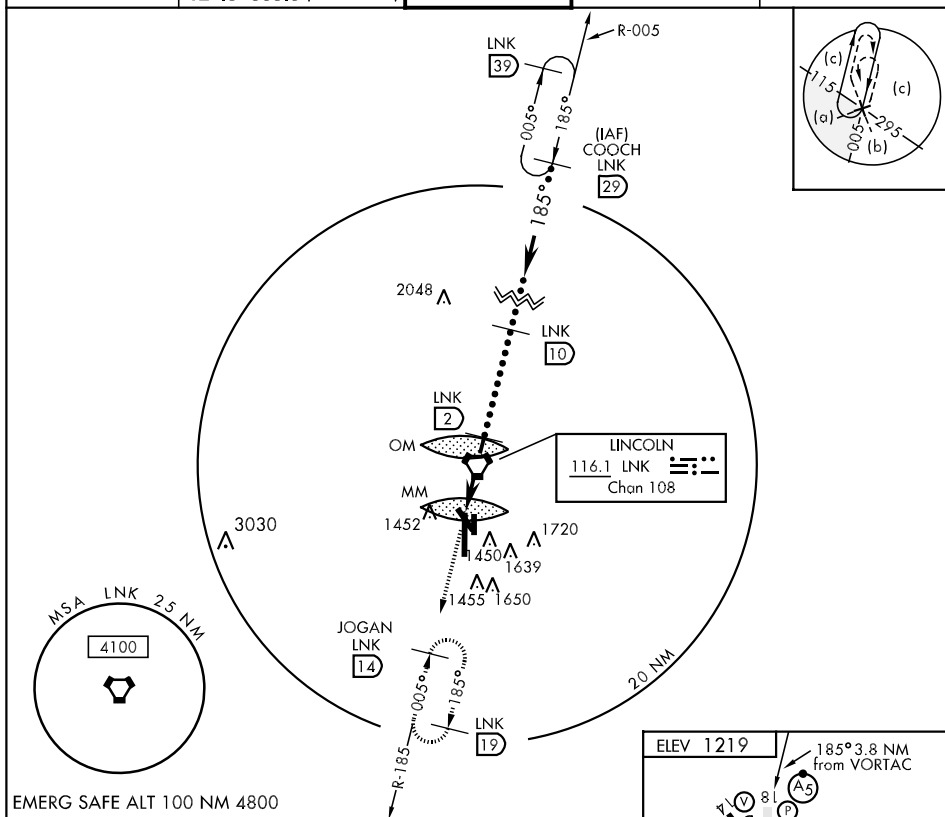 R-005
LNK
39
005°
185°
(IAF)
COOCH
LNK
29
185°
(c)
115
(c)
(a)
295
005
(b)
2048
LNK
10
LNK
2
OM
LINCOLN
116.1 LNK
Chan 108
MM
1452
1450
1720
1639
1455
1650
3030
MSA LNK 25 NM
4100
JOGAN
LNK
14
005°
185°
LNK
19
R-185
20 NM
EMERG SAFE ALT 100 NM 4800
ELEV 1219
185° 3.8 NM
from VORTAC
A5
V
18
P
14